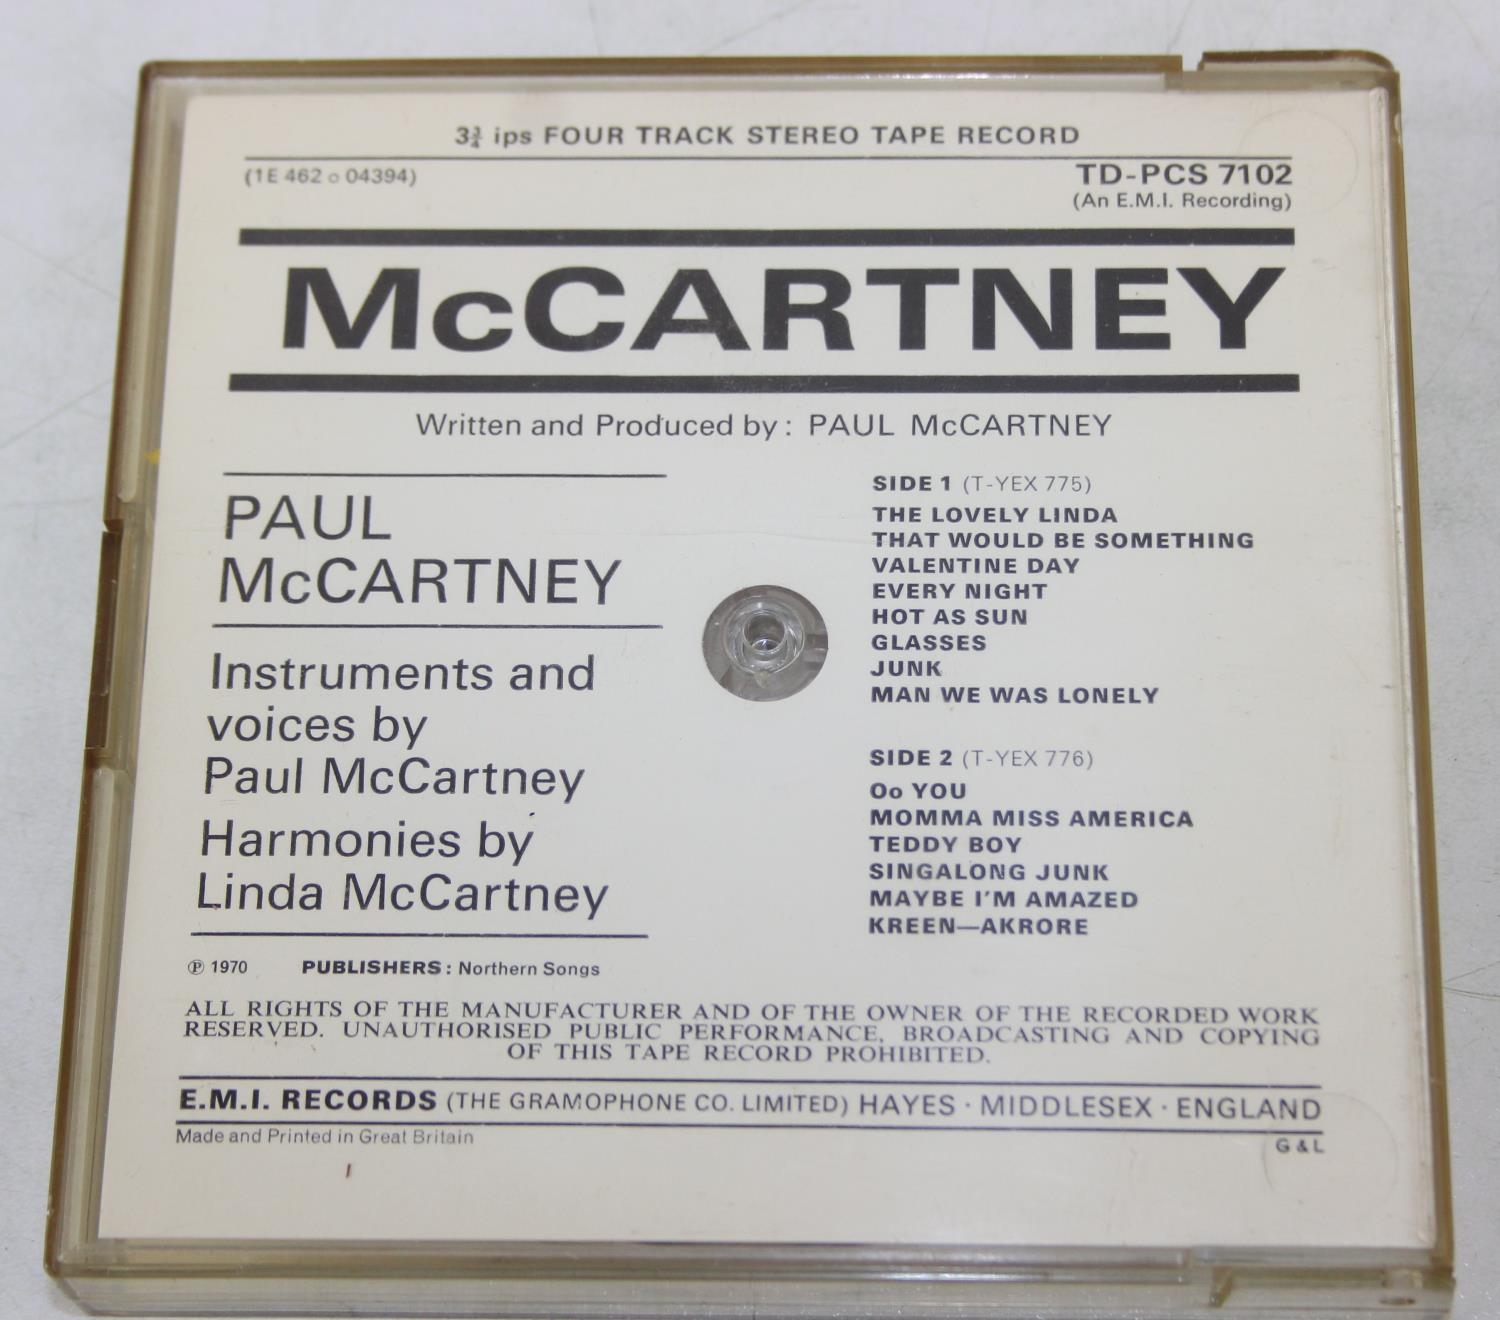 3¾ ips FOUR TRACK STEREO TAPE RECORD
(1E 462 o 04394)
TD-PCS 7102
(An E.M.I. Recording)
McCARTNEY
Written and Produced by: PAUL McCARTNEY
PAUL
McCARTNEY
Instruments and
voices by
Paul McCartney
Harmonies by
Linda McCartney
SIDE 1 (T-YEX 775)
THE LOVELY LINDA
THAT WOULD BE SOMETHING
VALENTINE DAY
EVERY NIGHT
HOT AS SUN
GLASSES
JUNK
MAN WE WAS LONELY
SIDE 2 (T-YEX 776)
Oo YOU
MOMMA MISS AMERICA
TEDDY BOY
SINGALONG JUNK
MAYBE I'M AMAZED
KREEN—AKRORE
℗ 1970 PUBLISHERS: Northern Songs
ALL RIGHTS OF THE MANUFACTURER AND OF THE OWNER OF THE RECORDED WORK
RESERVED. UNAUTHORISED PUBLIC PERFORMANCE, BROADCASTING AND COPYING
OF THIS TAPE RECORD PROHIBITED.
E.M.I. RECORDS (THE GRAMOPHONE CO. LIMITED) HAYES · MIDDLESEX · ENGLAND
Made and Printed in Great Britain
G & L